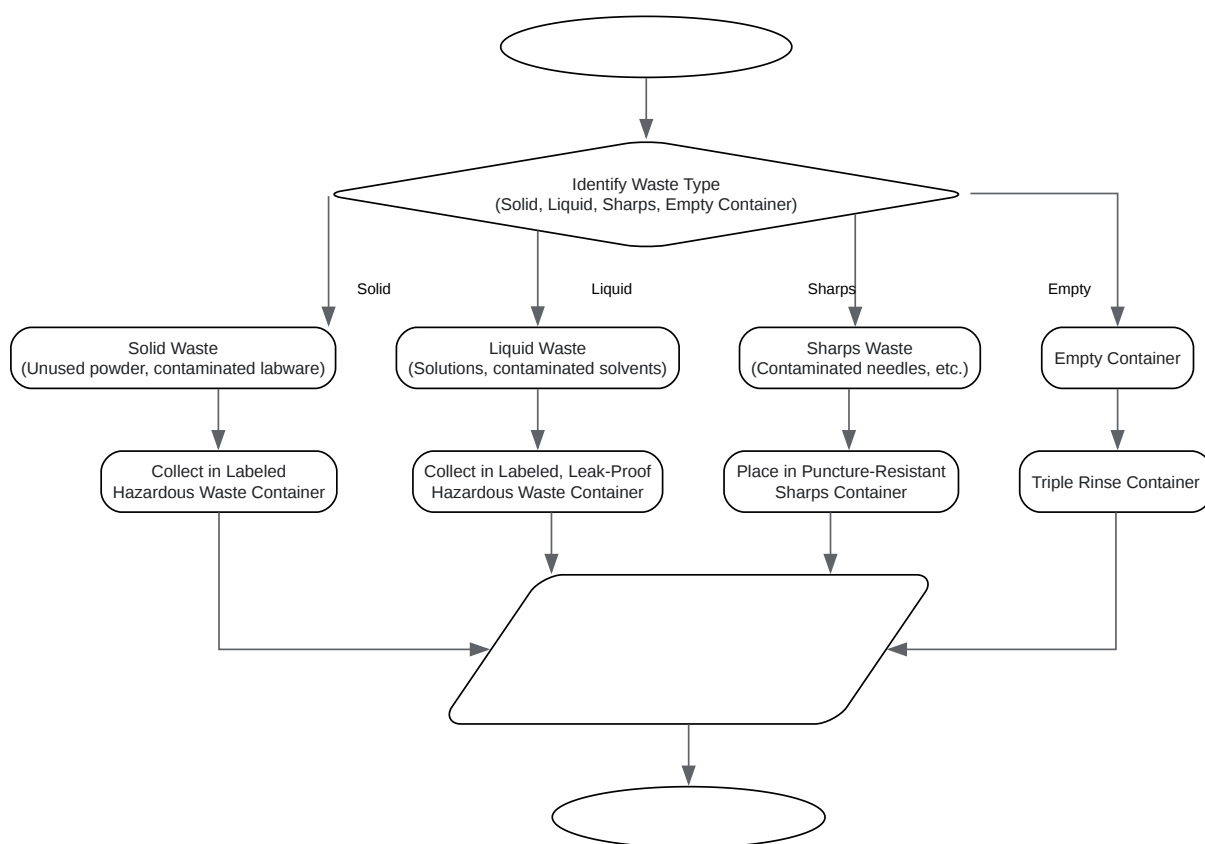 Identify Waste Type
(Solid, Liquid, Sharps, Empty Container)
Solid
Liquid
Sharps
Empty
Solid Waste
(Unused powder, contaminated labware)
Liquid Waste
(Solutions, contaminated solvents)
Sharps Waste
(Contaminated needles, etc.)
Empty Container
Collect in Labeled
Hazardous Waste Container
Collect in Labeled, Leak-Proof
Hazardous Waste Container
Place in Puncture-Resistant
Sharps Container
Triple Rinse Container